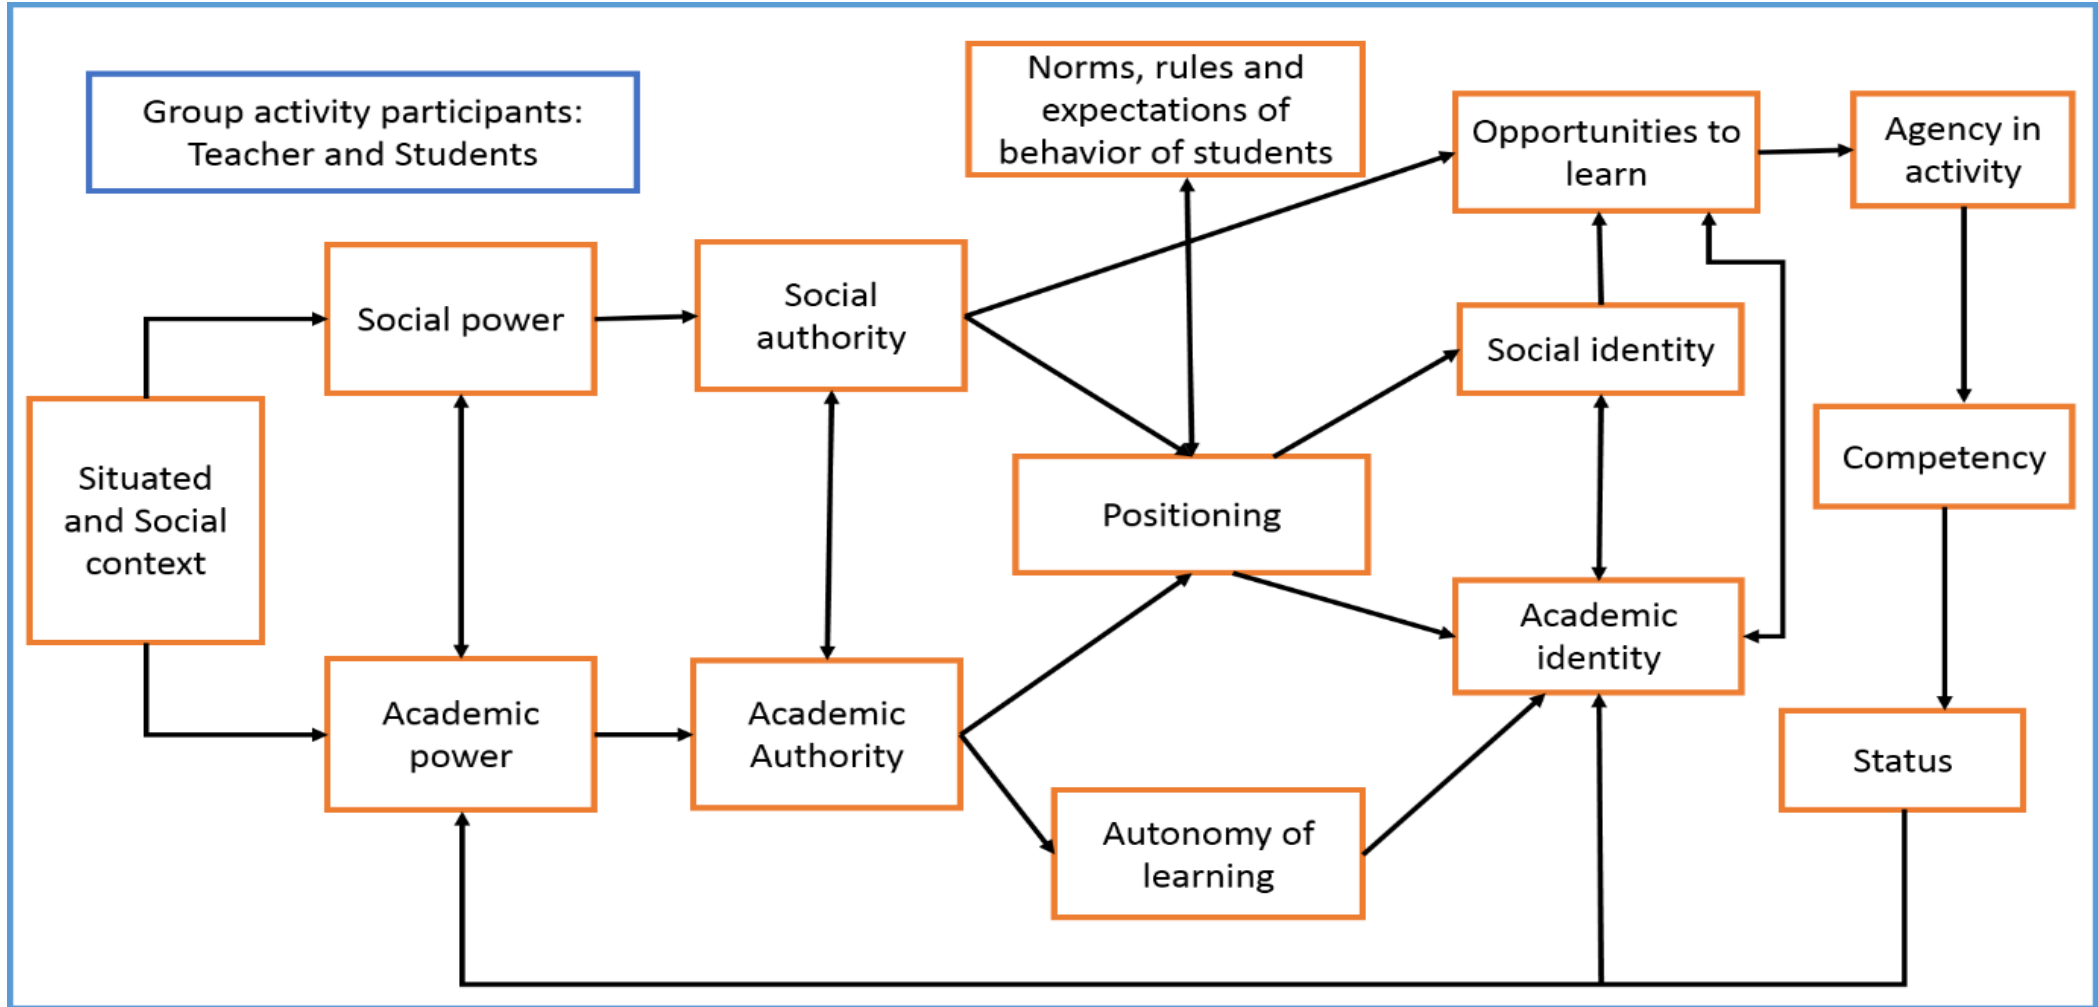 Group activity participants:
Teacher and Students
Norms, rules and
expectations of
behavior of students
Opportunities to
learn
Agency in
activity
Social power
Social
authority
Social identity
Situated
and Social
context
Positioning
Competency
Academic
power
Academic
Authority
Academic
identity
Autonomy of
learning
Status